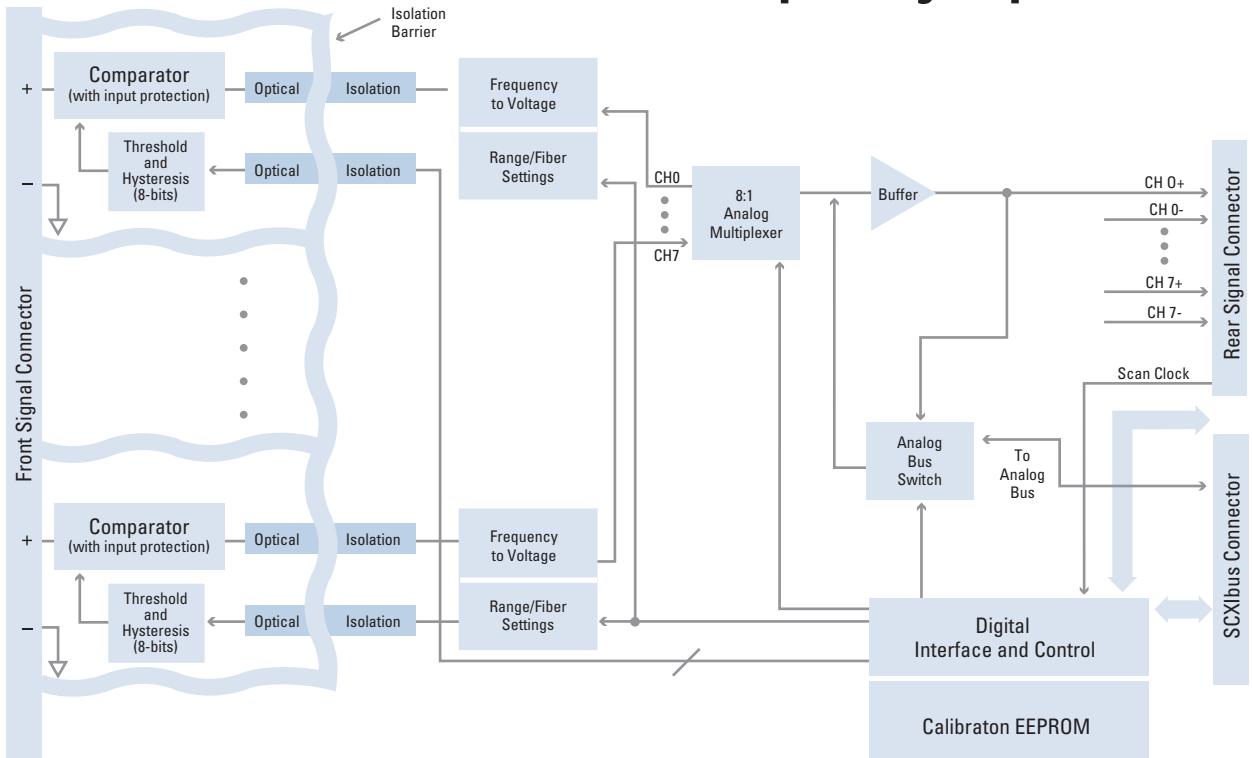 Isolation
Barrier
+
Comparator
(with input protection)
Optical
Isolation
Frequency
to Voltage
Threshold
and
Hysteresis
(8-bits)
Optical
Isolation
Range/Fiber
Settings
–
CH0
CH7
8:1
Analog
Multiplexer
Buffer
CH 0+
CH 0-
CH 7+
CH 7-
Rear Signal Connector
Scan Clock
Front Signal Connector
Analog
Bus
Switch
To
Analog
Bus
SCXIbus Connector
+
Comparator
(with input protection)
Optical
Isolation
Frequency
to Voltage
Threshold
and
Hysteresis
(8-bits)
Optical
Isolation
Range/Fiber
Settings
–
Digital
Interface and Control
Calibraton EEPROM